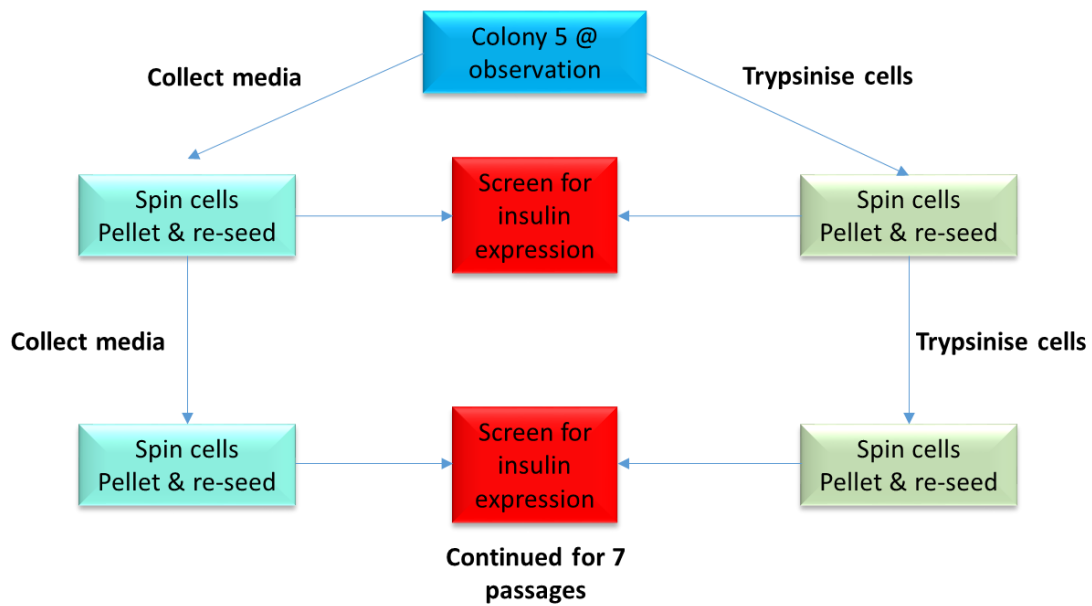 Colony 5 @
observation
Collect media
Trypsinise cells
Spin cells
Pellet & re-seed
Screen for
insulin
expression
Spin cells
Pellet & re-seed
Collect media
Trypsinise cells
Spin cells
Pellet & re-seed
Screen for
insulin
expression
Spin cells
Pellet & re-seed
Continued for 7
passages